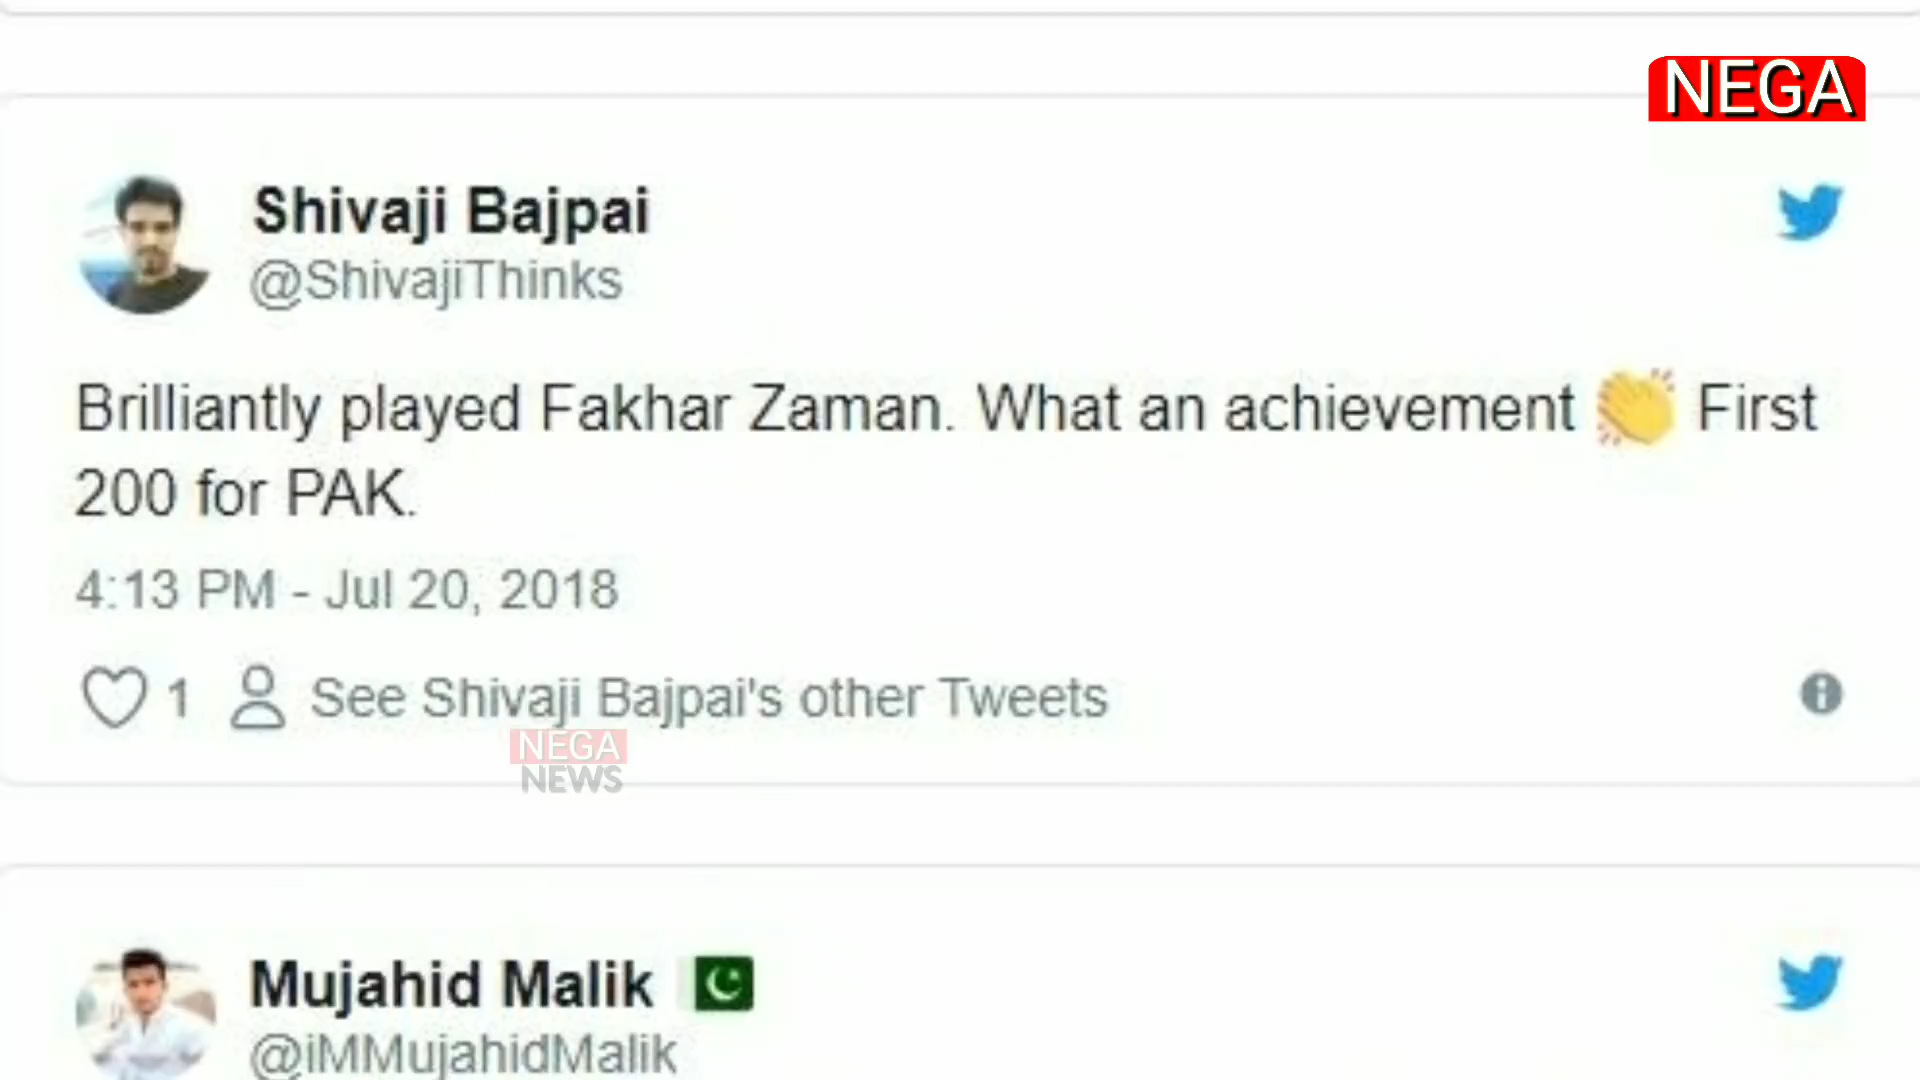 NEGA
Shivaji Bajpai
@ShivajiThinks
Brilliantly played Fakhar Zaman. What an achievement 👏 First
200 for PAK.
4:13 PM - Jul 20, 2018
1 See Shivaji Bajpai's other Tweets
NEGA
NEWS
Mujahid Malik 🇵🇰
@iMMujahidMalik